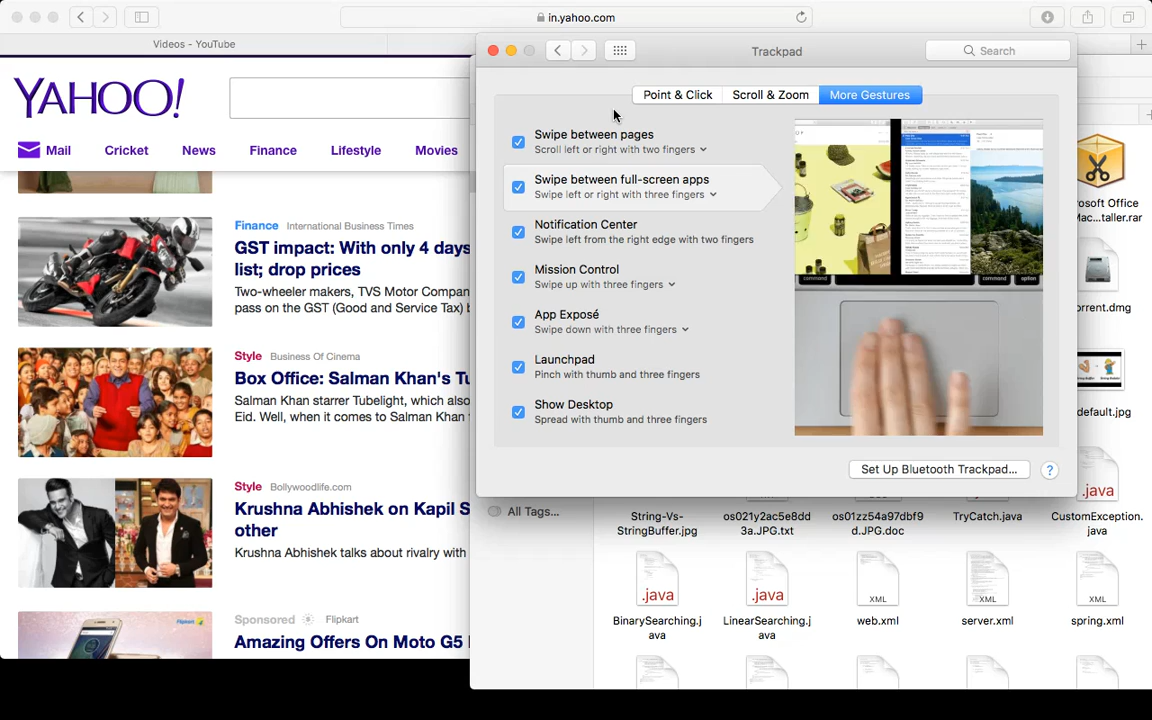 in.yahoo.com
Videos - YouTube
YAHOO!
Mail
Cricket
News
Finance
Lifestyle
Movies
Finance International Business Times
GST impact: With only 4 days
list; drop prices
Two-wheeler makers, TVS Motor Compan
pass on the GST (Good and Service Tax) b
Style Business Of Cinema
Box Office: Salman Khan's Tu
Salman Khan starrer Tubelight, which also
Eid. Well, when it comes to Salman Khan
Style Bollywoodlife.com
Krushna Abhishek on Kapil S
other
Krushna Abhishek talks about rivalry with
Sponsored Flipkart
Amazing Offers On Moto G5
Trackpad
Search
Point & Click
Scroll & Zoom
More Gestures
Swipe between pages
Scroll left or right with two fingers
Swipe between full-screen apps
Swipe left or right with three fingers
Notification Center
Swipe left from the right edge with two fingers
Mission Control
Swipe up with three fingers
App Exposé
Swipe down with three fingers
Launchpad
Pinch with thumb and three fingers
Show Desktop
Spread with thumb and three fingers
command
command
option
Set Up Bluetooth Trackpad...
?
rosoft Office
Mac...taller.rar
rrent.dmg
default.jpg
.java
All Tags...
String-Vs-
StringBuffer.jpg
os021y2ac5e8dd
3a.JPG.txt
os01zz54a97dbf9
d.JPG.doc
TryCatch.java
CustomException.
java
.java
.java
XML
XML
XML
BinarySearching.j
ava
LinearSearching.j
ava
web.xml
server.xml
spring.xml